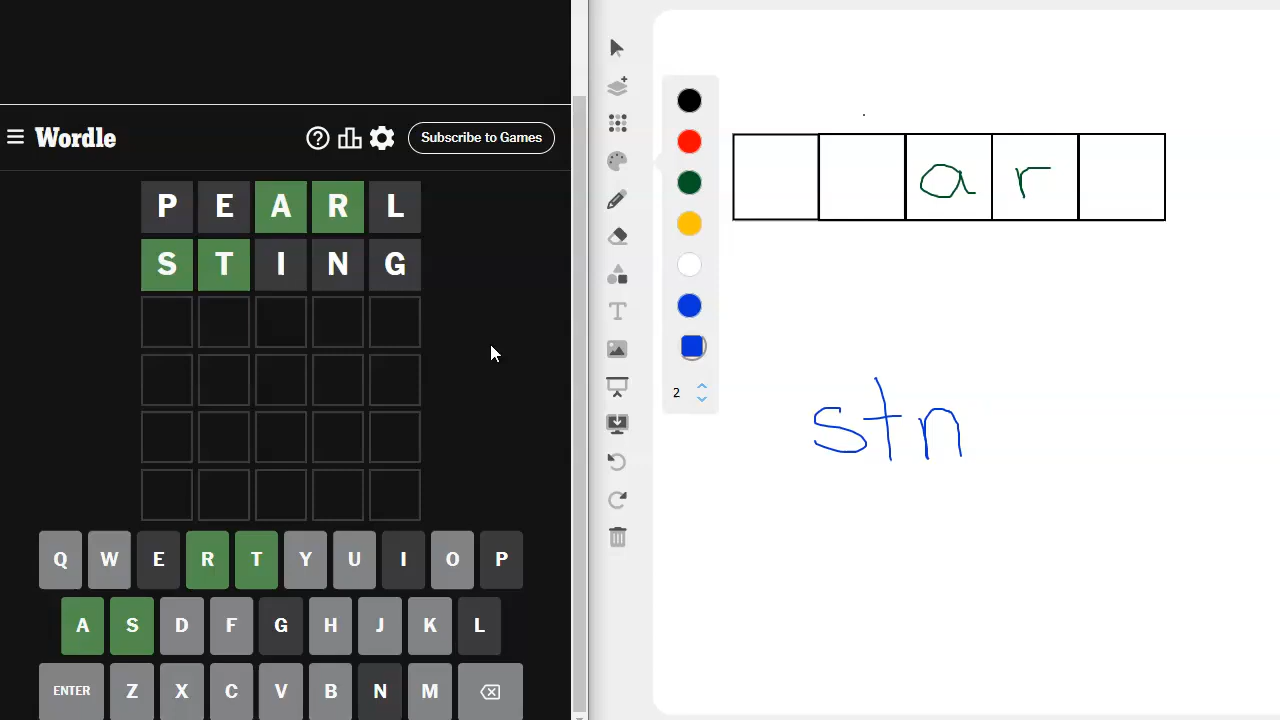 Wordle
Subscribe to Games
P E A R L
S T I N G
Q W E R T Y U I O P
A S D F G H J K L
ENTER Z X C V B N M
2
a r
stn